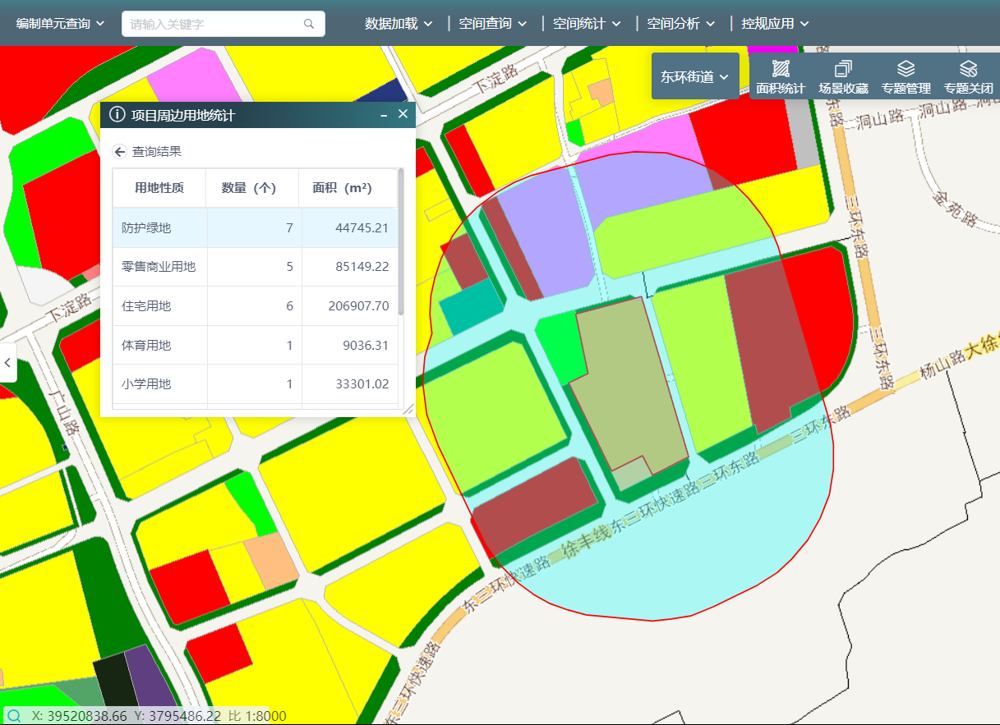 编制单元查询
请输入关键字
数据加载
空间查询
空间统计
空间分析
控规应用
东环街道
面积统计
场景收藏
专题管理
专题关闭
项目周边用地统计
查询结果
用地性质 数量（个） 面积（m²）
防护绿地 7 44745.21
零售商业用地 5 85149.22
住宅用地 6 206907.70
体育用地 1 9036.31
小学用地 1 33301.02
下淀路
洞山路
洞山路
金苑路
三环东路
三环东路
下淀路
广山路
杨山路
大徐
三环东路
三环东路
东三环快速路
徐丰线
东三环快速路
东三环快速路
X: 39520838.66 Y: 3795486.22 比 1:8000